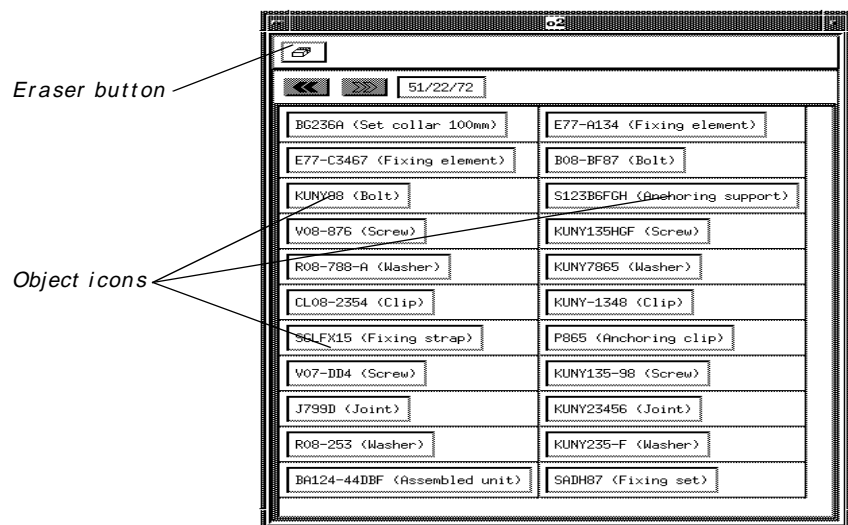 o2
Eraser button
51/22/72
BG236A (Set collar 100mm) E77-A134 (Fixing element)
E77-C3467 (Fixing element) B08-BF87 (Bolt)
KUNY98 (Bolt) S123B6FGH (Anchoring support)
V08-876 (Screw) KUNY135HGF (Screw)
Object icons
R08-788-A (Washer) KUNY7865 (Washer)
CL08-2354 (Clip) KUNY-1348 (Clip)
SGLFX15 (Fixing strap) P865 (Anchoring clip)
V07-DD4 (Screw) KUNY135-98 (Screw)
J799D (Joint) KUNY23456 (Joint)
R08-253 (Washer) KUNY235-F (Washer)
BA124-44DBF (Assembled unit) SADH87 (Fixing set)